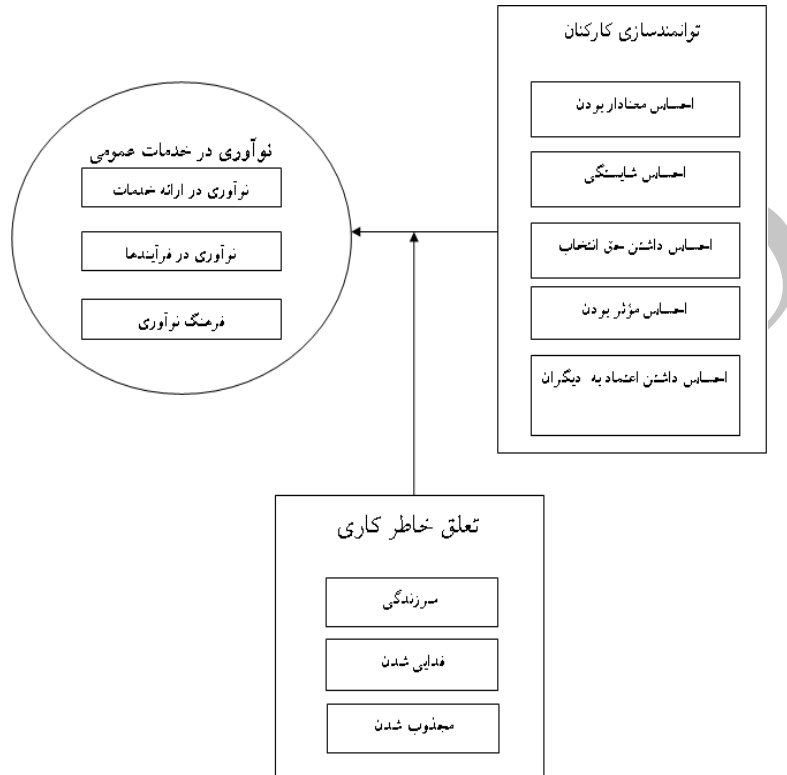 توانمندسازی کارکنان
احساس معنادار بودن
احساس شایستگی
احساس داشتن حق انتخاب
احساس مؤثر بودن
احساس داشتن اعتماد به دیگران
نوآوری در خدمات عمومی
نوآوری در ارائه خدمات
نوآوری در فرآیندها
فرهنگ نوآوری
تعلق خاطر کاری
سرزندگی
فدایی شدن
مجذوب شدن